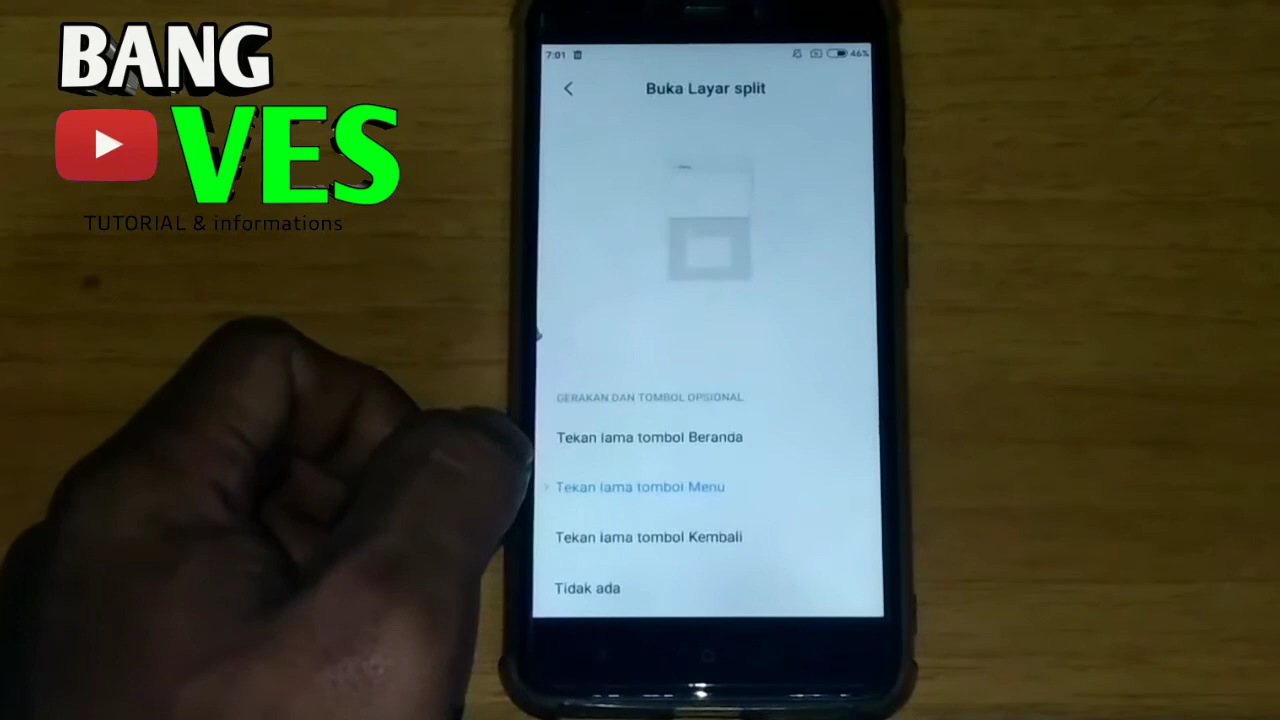 BANG
VES
TUTORIAL & informations
7:01
46%
Buka Layar split
GERAKAN DAN TOMBOL OPSIONAL
Tekan lama tombol Beranda
Tekan lama tombol Menu
Tekan lama tombol Kembali
Tidak ada